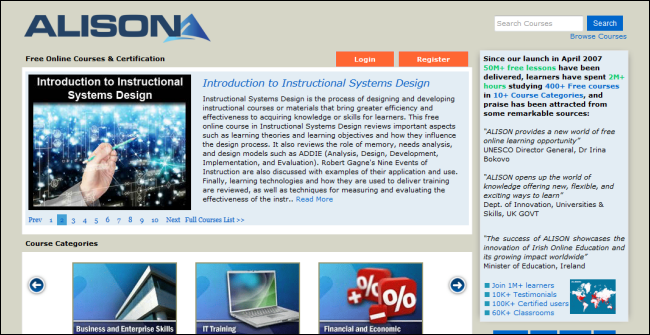 ALISON
Search Courses
Search
Browse Courses
Free Online Courses & Certification
Login
Register
Introduction to Instructional
Systems Design
Introduction to Instructional Systems Design
Instructional Systems Design is the process of designing and developing
instructional courses or materials that bring greater efficiency and
effectiveness to acquiring knowledge or skills for learners. This free
online course in Instructional Design reviews important aspects
such as learning theories and learning objectives and how they influence
the design process. It also reviews the role of memory, needs analysis,
and design models such as ADDIE (Analysis, Design, Development,
Implementation, and Evaluation). Robert Gagne's Nine Events of
Instruction are also discussed with examples of their application and use.
Finally, learning technologies and how they are used to deliver training
are reviewed, as well as techniques for measuring and evaluating the
effectiveness of the instr.. Read More
Prev 1 2 3 4 5 6 7 8 9 10 Next Full Courses List >>
Since our launch in April 2007
50M+ free lessons have been
delivered, learners have spent 2M+
hours studying 400+ Free courses
in 10+ Course Categories, and
praise has been attracted from
some remarkable sources:
"ALISON provides a new world of free
online learning opportunity"
UNESCO Director General, Dr Irina
Bokovo
"ALISON opens up the world of
knowledge offering new, flexible, and
exciting ways to learn"
Dept. of Innovation, Universities &
Skills, UK GOVT
"The success of ALISON showcases the
innovation of Irish Online Education and
its growing impact worldwide"
Minister of Education, Ireland
Join 1M+ learners
10K+ Testimonials
100K+ Certified users
60K+ Classrooms
Course Categories
Business and Enterprise Skills
IT Training
Financial and Economic